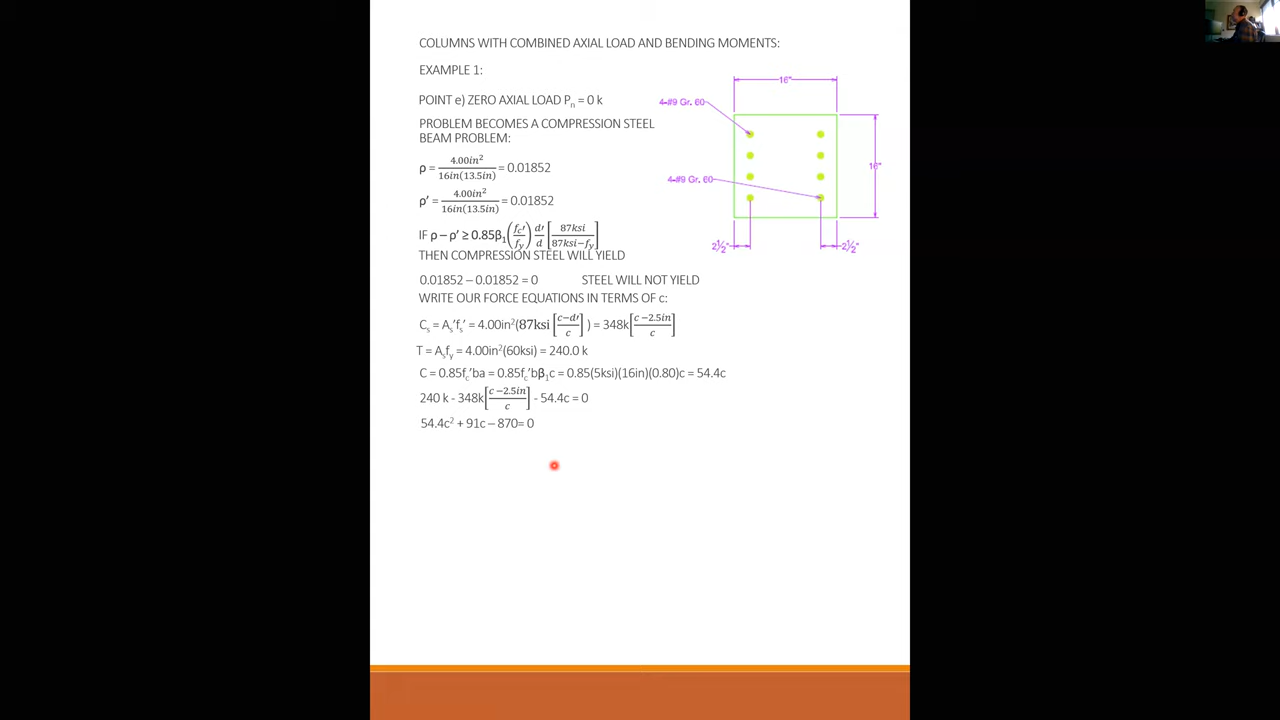 COLUMNS WITH COMBINED AXIAL LOAD AND BENDING MOMENTS:
EXAMPLE 1:
POINT e) ZERO AXIAL LOAD Pₙ = 0 k
PROBLEM BECOMES A COMPRESSION STEEL
BEAM PROBLEM:
ρ = 4.00in²/16in(13.5in) = 0.01852
ρ′ = 4.00in²/16in(13.5in) = 0.01852
IF ρ – ρ′ ≥ 0.85β₁(fc′/fy) d′/d [87ksi/87ksi−fy]
THEN COMPRESSION STEEL WILL YIELD
0.01852 – 0.01852 = 0 STEEL WILL NOT YIELD
WRITE OUR FORCE EQUATIONS IN TERMS OF c:
Cₛ = Aₛ′fₛ′ = 4.00in²(87ksi [c−d′/c] ) = 348k[c −2.5in/c]
T = Aₛfy = 4.00in²(60ksi) = 240.0 k
C = 0.85fc′ba = 0.85fc′bβ₁c = 0.85(5ksi)(16in)(0.80)c = 54.4c
240 k - 348k[c −2.5in/c] - 54.4c = 0
54.4c² + 91c – 870= 0
16"
4-#9 Gr. 60
16"
4-#9 Gr. 60
2½"
2½"